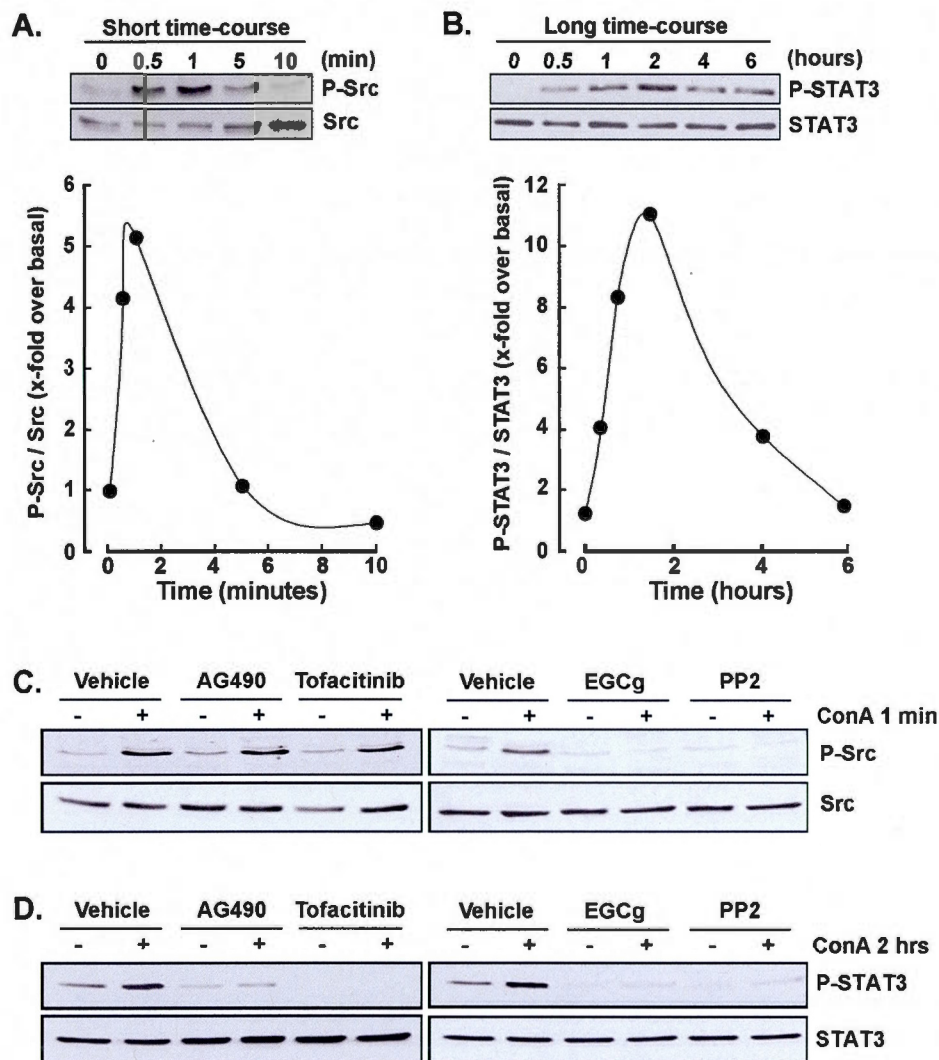 A.
Short time-course
0 0.5 1 5 10 (min)
P-Src
Src
P-Src / Src (x-fold over basal)
6
5
4
3
2
1
0
0 2 4 6 8 10
Time (minutes)
B.
Long time-course
0 0.5 1 2 4 6 (hours)
P-STAT3
STAT3
P-STAT3 / STAT3 (x-fold over basal)
12
10
8
6
4
2
0
0 2 4 6
Time (hours)
C.
Vehicle AG490 Tofacitinib Vehicle EGCg PP2
- + - + - + - + - + - + ConA 1 min
P-Src
Src
D.
Vehicle AG490 Tofacitinib Vehicle EGCg PP2
- + - + - + - + - + - + ConA 2 hrs
P-STAT3
STAT3